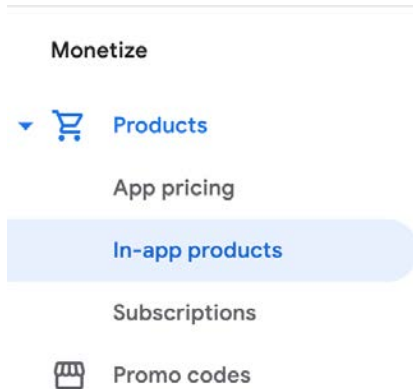 Monetize
Products
App pricing
In-app products
Subscriptions
Promo codes